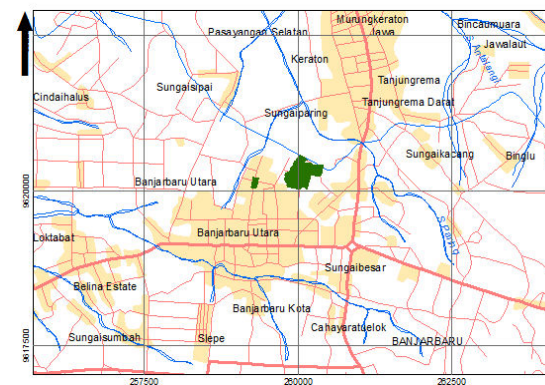 Murungkeraton
Bincaumuara
Pasayangan Selatan
Jawa
Jawalaut
Keraton
Sungaisipai
Tanjungrema
Cindaihalus
Tanjungrema Darat
Sungaiparing
Sungaikacang
Binglu
Banjarbaru Utara
9620000
Loktabat
Banjarbaru Utara
Sungaibesar
Belina Estate
Banjarbaru Kota
Cahayaratuelok
Sungaisumbah
Slepe
BANJARBARU
9617500
257500
260000
262500